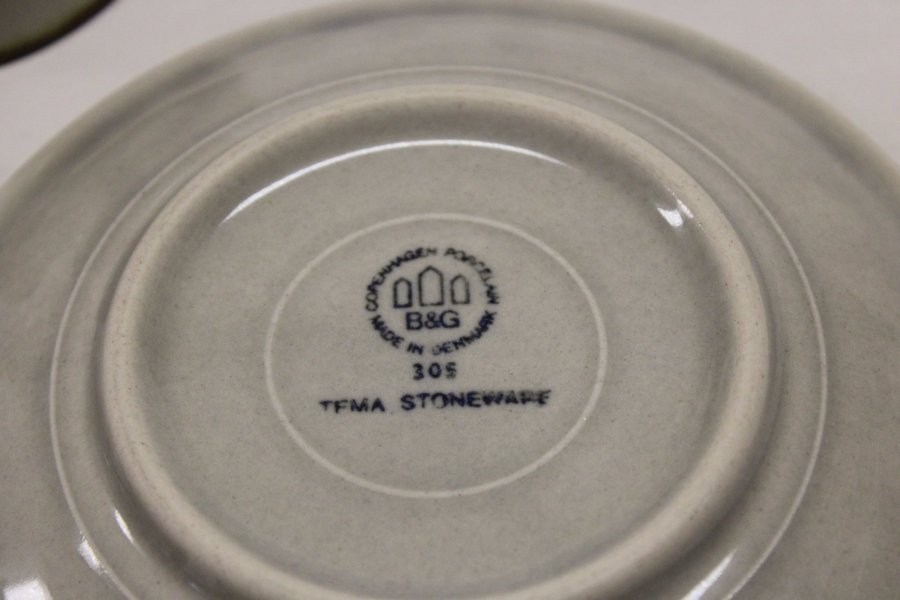 COPENHAGEN PORCELAIN
B&G
MADE IN DENMARK
305
TEMA STONEWARE